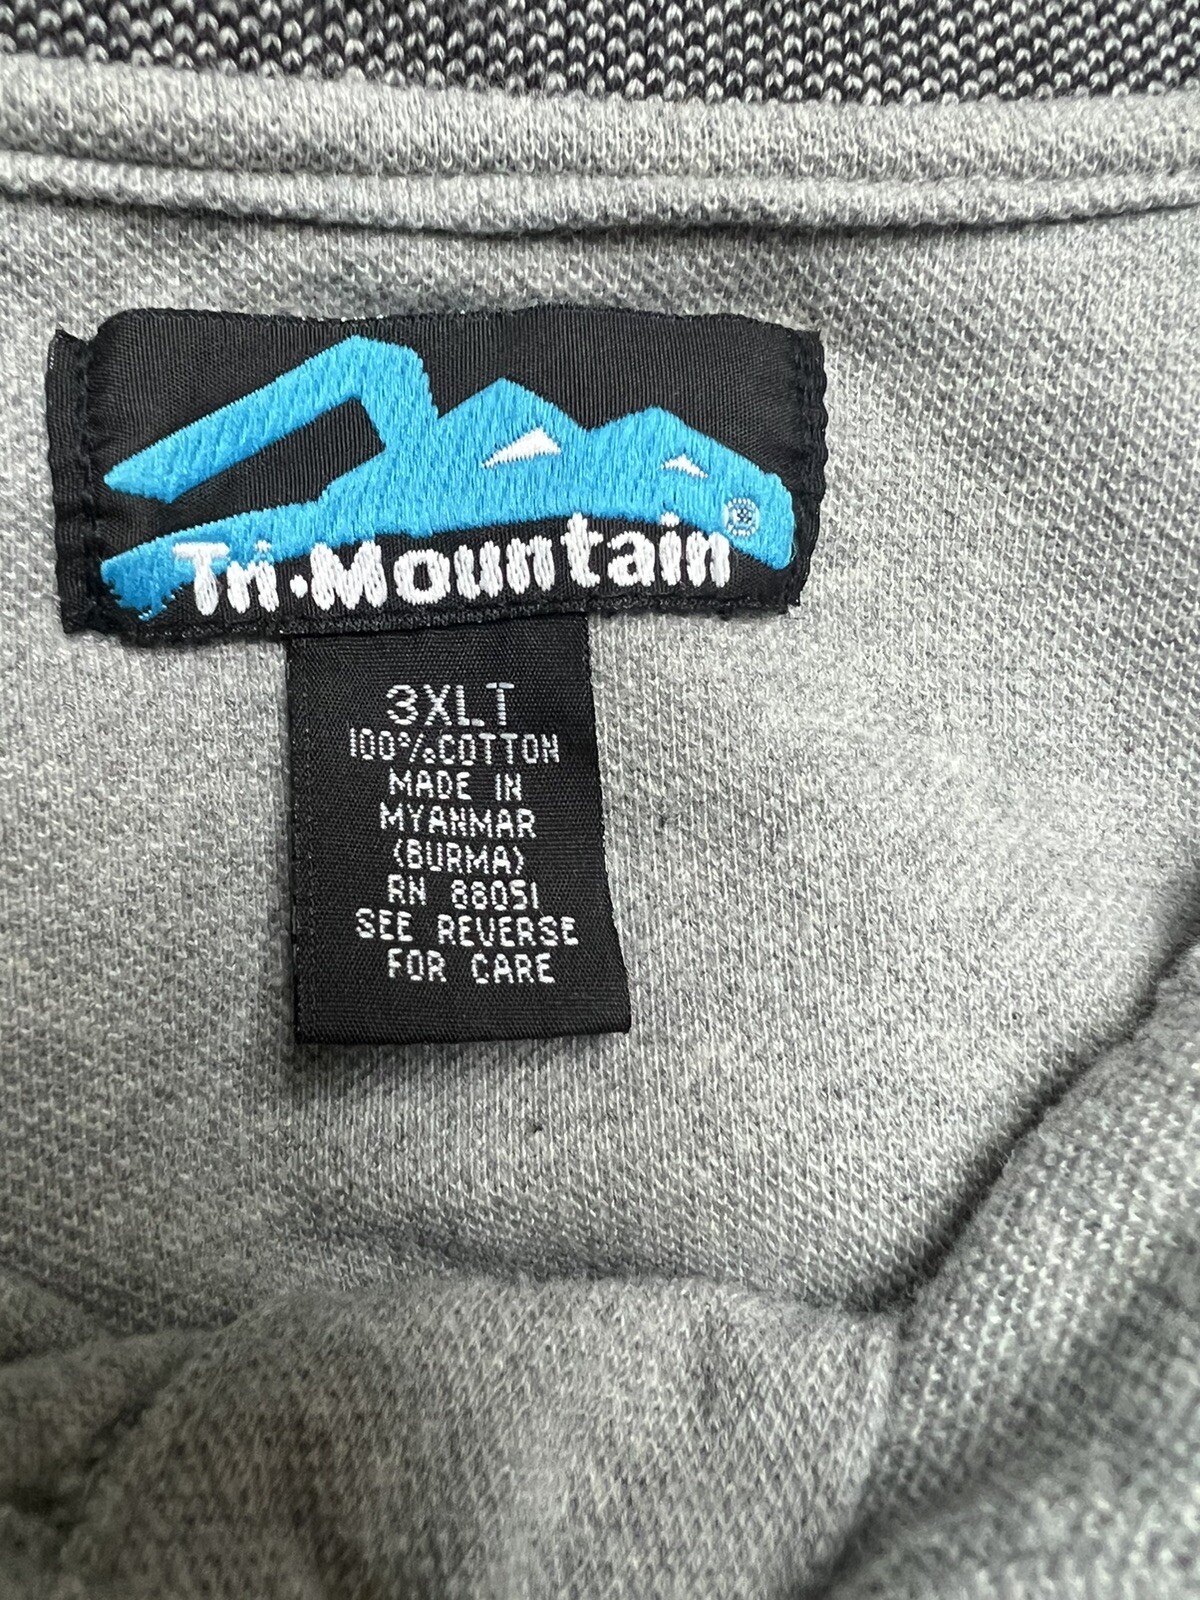 Tri·Mountain®
3XLT
100%COTTON
MADE IN
MYANMAR
(BURMA)
RN 88051
SEE REVERSE
FOR CARE